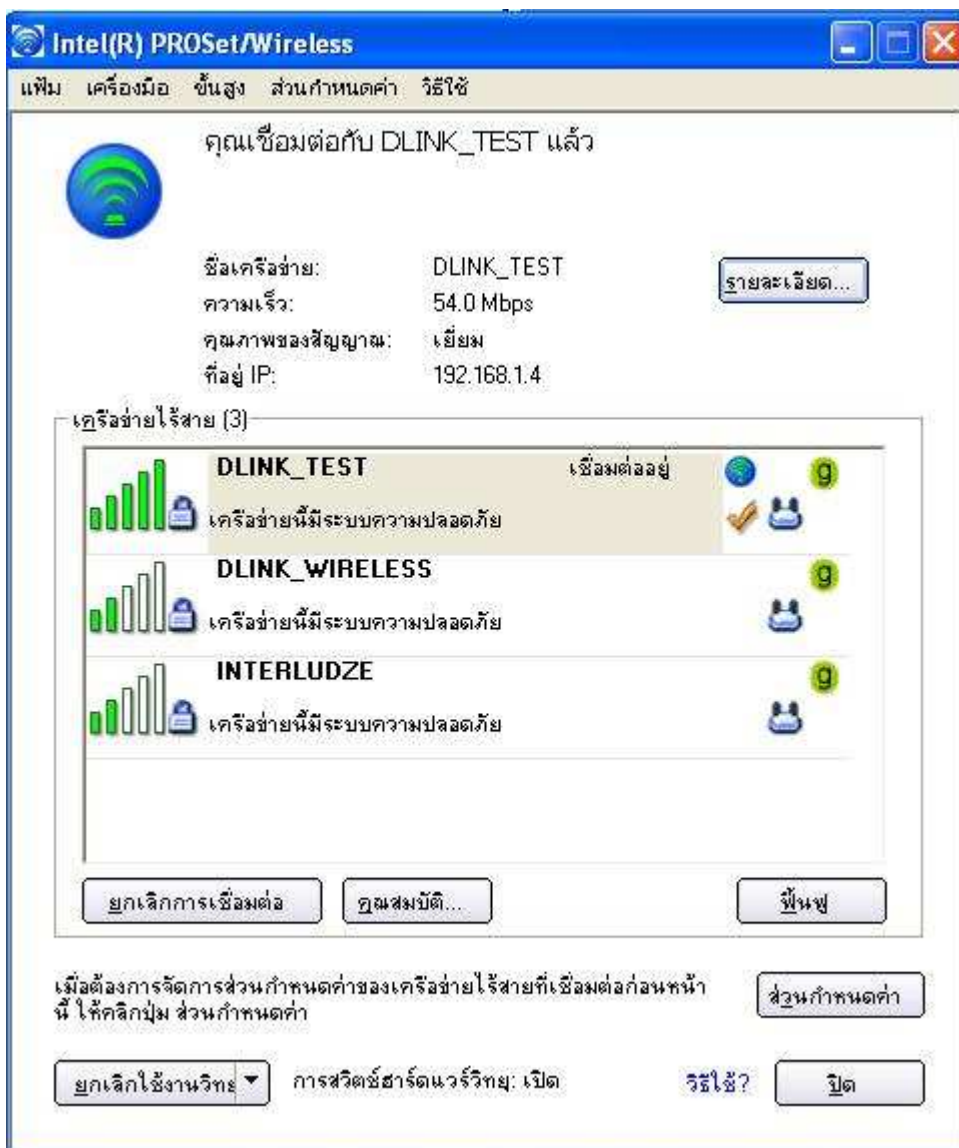 Intel(R) PROSet/Wireless
แฟ้ม เครื่องมือ ขั้นสูง ส่วนกำหนดค่า วิธีใช้
คุณเชื่อมต่อกับ DLINK_TEST แล้ว
ชื่อเครือข่าย: DLINK_TEST
รายละเอียด...
ความเร็ว: 54.0 Mbps
คุณภาพของสัญญาณ: เยี่ยม
ที่อยู่ IP: 192.168.1.4
เครือข่ายไร้สาย (3)
DLINK_TEST เชื่อมต่ออยู่ g
เครือข่ายนี้มีระบบความปลอดภัย
DLINK_WIRELESS g
เครือข่ายนี้มีระบบความปลอดภัย
INTERLUDZE g
เครือข่ายนี้มีระบบความปลอดภัย
ยกเลิกการเชื่อมต่อ คุณสมบัติ... ฟื้นฟู
เมื่อต้องการจัดการส่วนกำหนดค่าของเครือข่ายไร้สายที่เชื่อมต่อก่อนหน้า
นี้ ให้คลิกปุ่ม ส่วนกำหนดค่า
ส่วนกำหนดค่า
ยกเลิกใช้งานวิทย การสวิตช์ฮาร์ดแวร์วิทยุ: เปิด วิธีใช้? ปิด